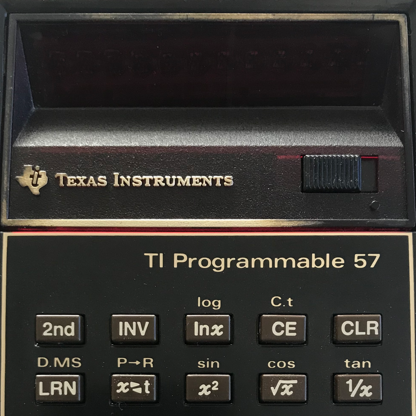 TEXAS INSTRUMENTS
TI Programmable 57
log C.t
2nd INV lnx CE CLR
D.MS P→R sin cos tan
LRN x⇄t x² √x 1/x